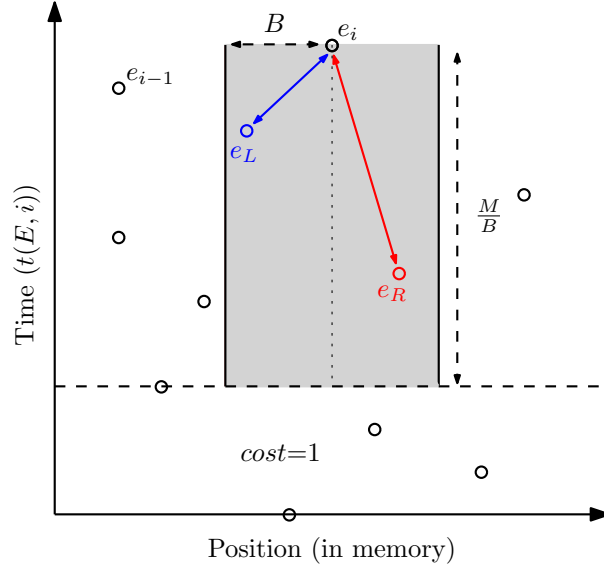 B
e_i
e_{i−1}
e_L
M/B
e_R
Time (t(E, i))
cost=1
Position (in memory)